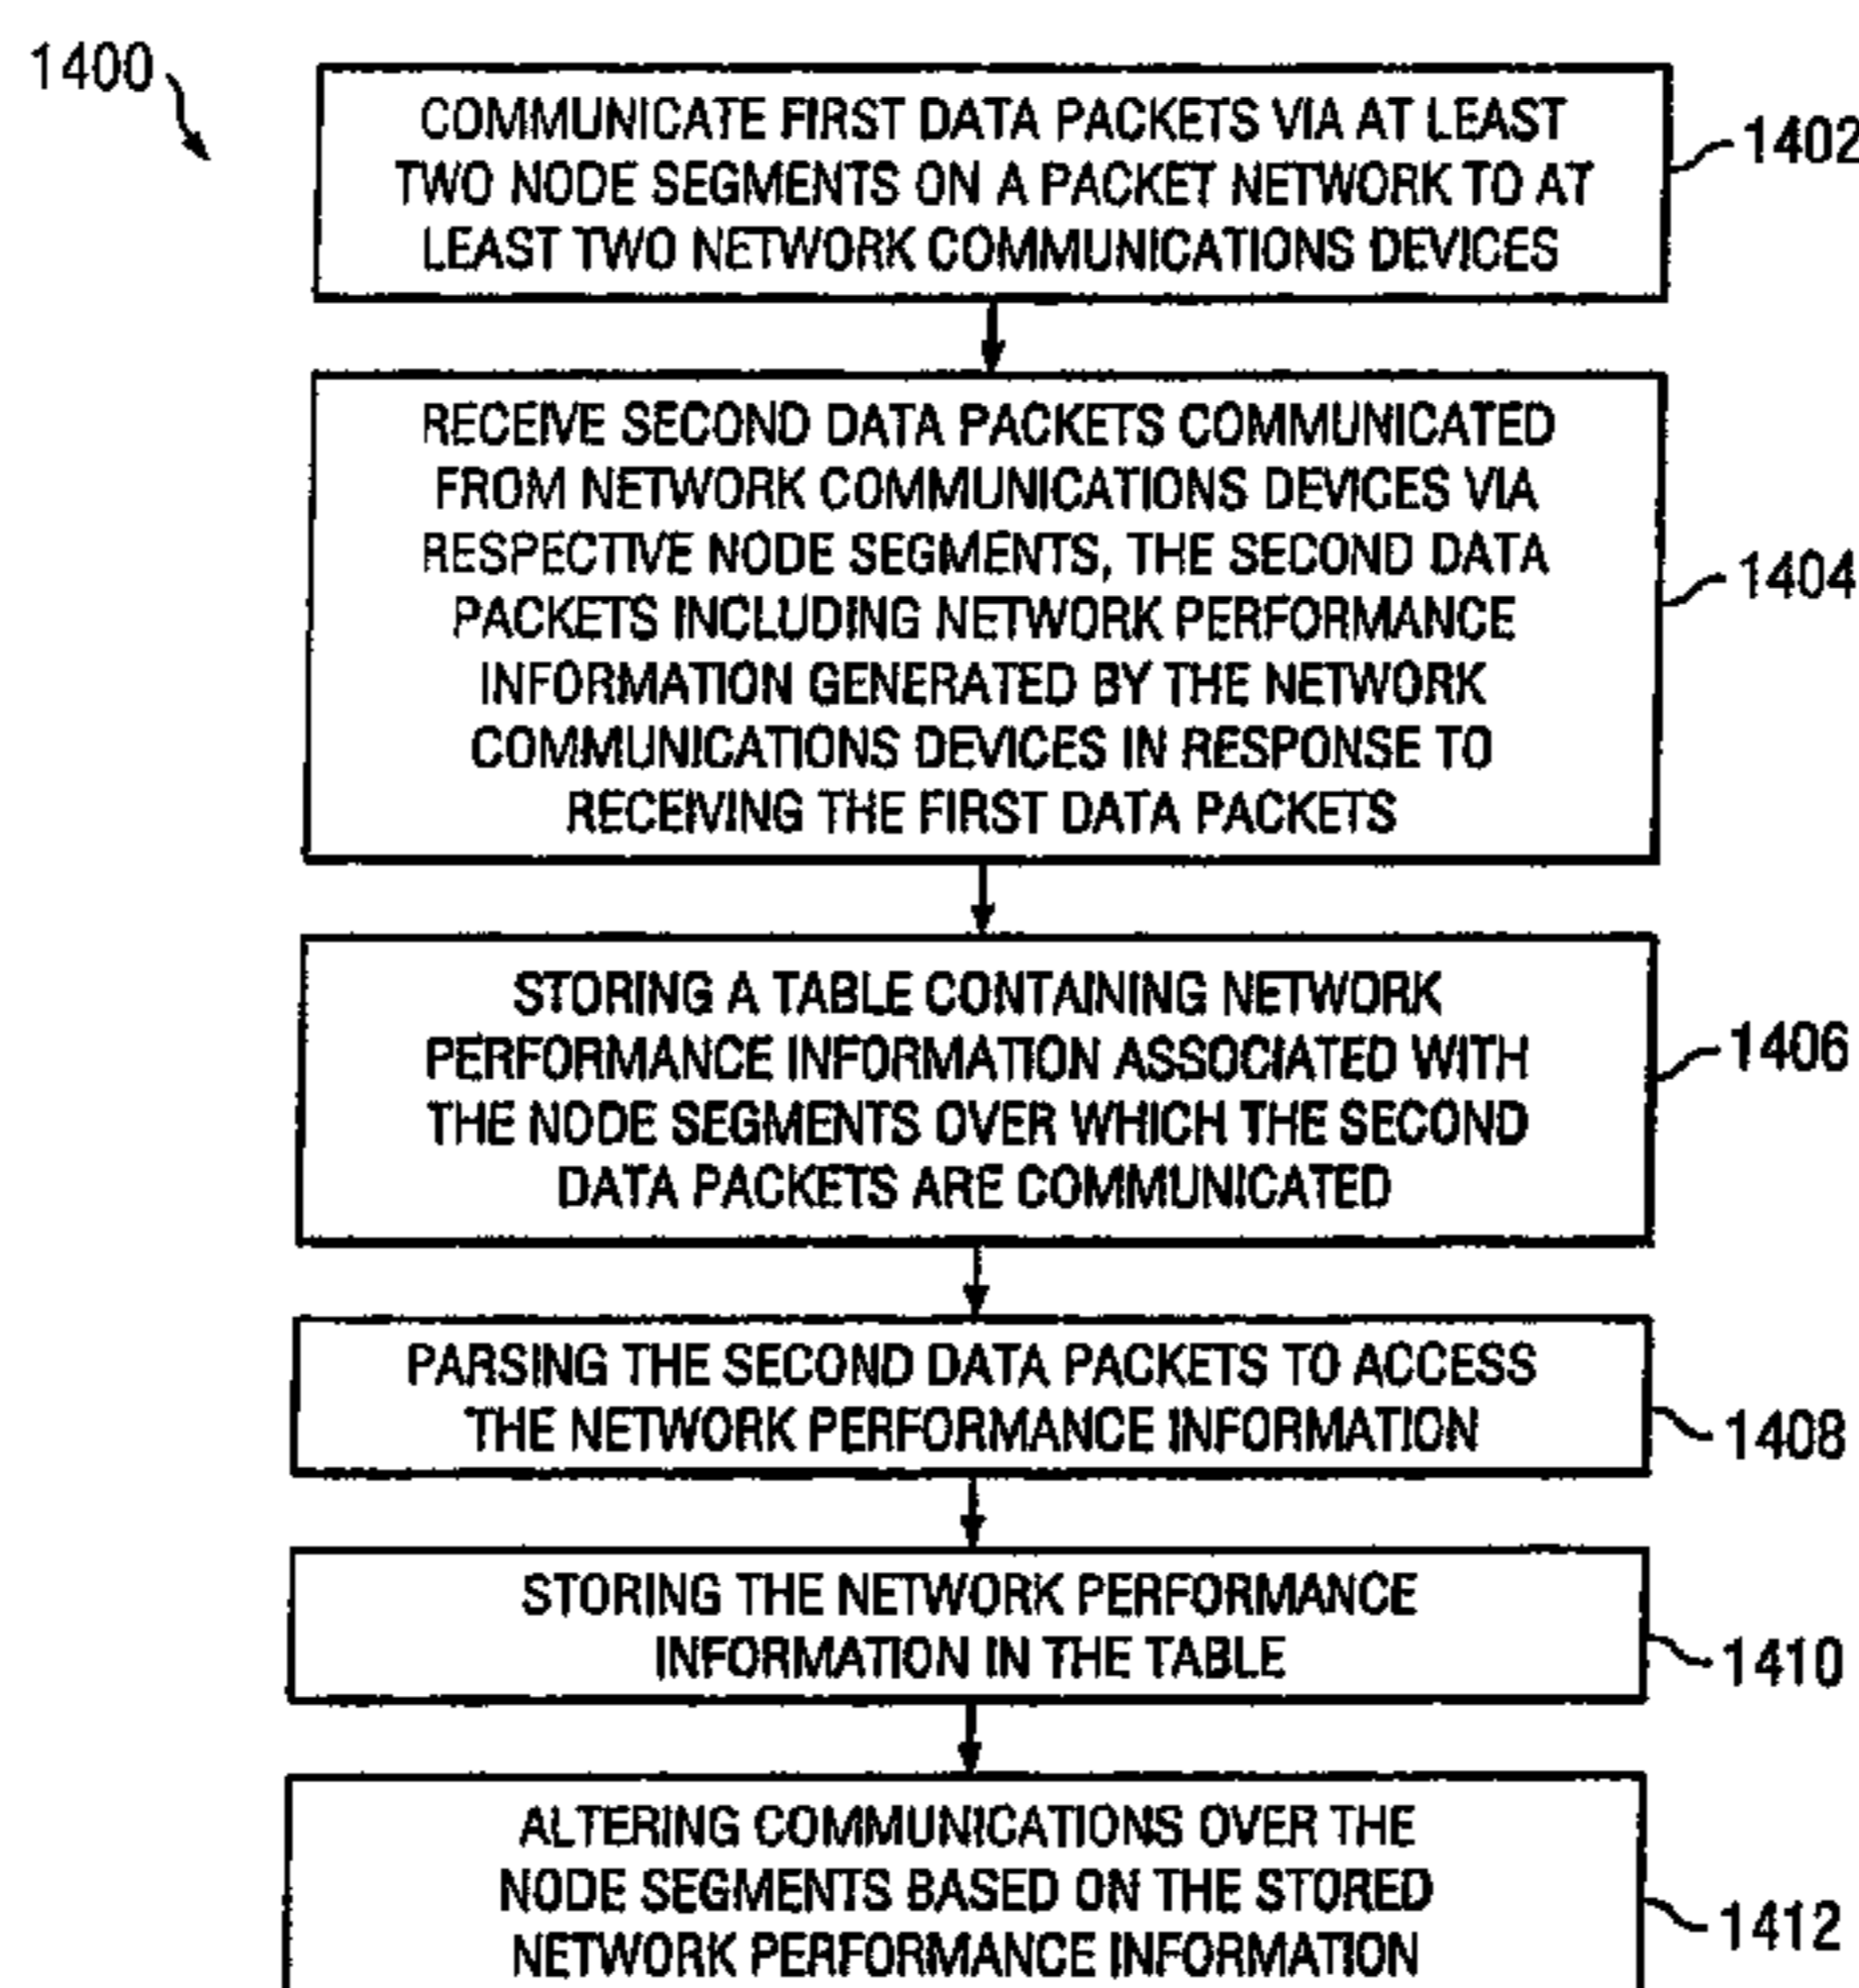 1400
COMMUNICATE FIRST DATA PACKETS VIA AT LEAST
TWO NODE SEGMENTS ON A PACKET NETWORK TO AT
LEAST TWO NETWORK COMMUNICATIONS DEVICES
1402
RECEIVE SECOND DATA PACKETS COMMUNICATED
FROM NETWORK COMMUNICATIONS DEVICES VIA
RESPECTIVE NODE SEGMENTS, THE SECOND DATA
PACKETS INCLUDING NETWORK PERFORMANCE
INFORMATION GENERATED BY THE NETWORK
COMMUNICATIONS DEVICES IN RESPONSE TO
RECEIVING THE FIRST DATA PACKETS
1404
STORING A TABLE CONTAINING NETWORK
PERFORMANCE INFORMATION ASSOCIATED WITH
THE NODE SEGMENTS OVER WHICH THE SECOND
DATA PACKETS ARE COMMUNICATED
1406
PARSING THE SECOND DATA PACKETS TO ACCESS
THE NETWORK PERFORMANCE INFORMATION
1408
STORING THE NETWORK PERFORMANCE
INFORMATION IN THE TABLE
1410
ALTERING COMMUNICATIONS OVER THE
NODE SEGMENTS BASED ON THE STORED
NETWORK PERFORMANCE INFORMATION
1412